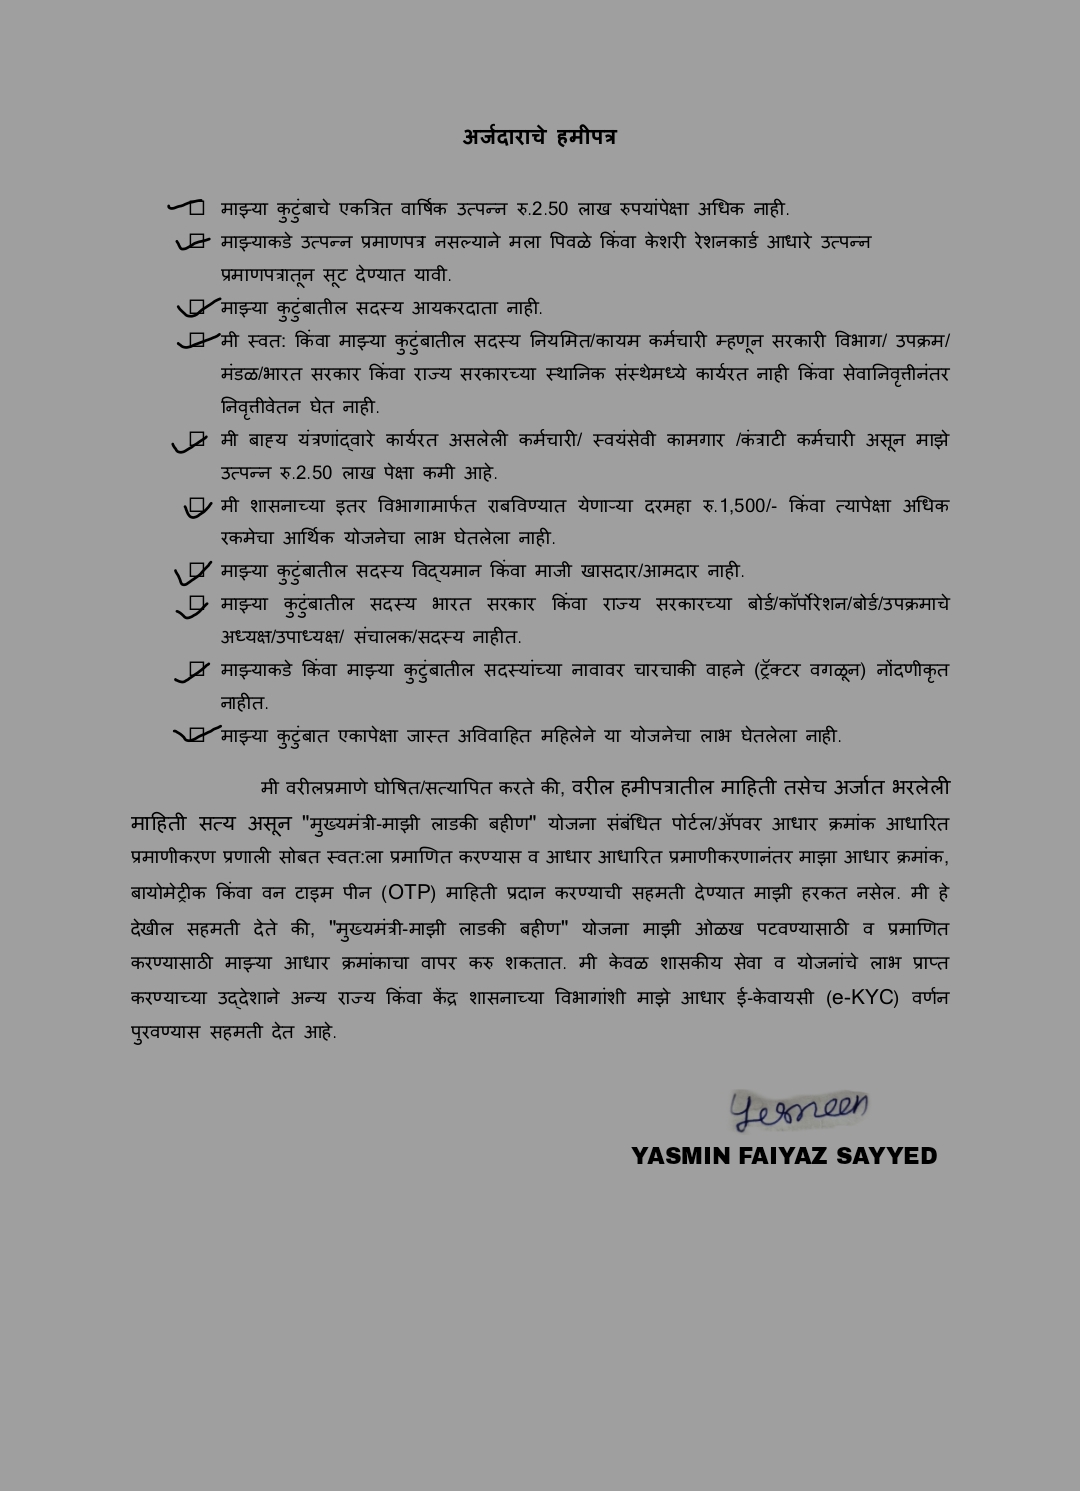 अर्जदाराचे हमीपत्र
☐ माझ्या कुटुंबाचे एकत्रित वार्षिक उत्पन्न रु.2.50 लाख रुपयांपेक्षा अधिक नाही.
☐ माझ्याकडे उत्पन्न प्रमाणपत्र नसल्याने मला पिवळे किंवा केशरी रेशनकार्ड आधारे उत्पन्न
प्रमाणपत्रातून सूट देण्यात यावी.
☐ माझ्या कुटुंबातील सदस्य आयकरदाता नाही.
☐ मी स्वत: किंवा माझ्या कुटुंबातील सदस्य नियमित/कायम कर्मचारी म्हणून सरकारी विभाग/ उपक्रम/
मंडळ/भारत सरकार किंवा राज्य सरकारच्या स्थानिक संस्थेमध्ये कार्यरत नाही किंवा सेवानिवृत्तीनंतर
निवृत्तीवेतन घेत नाही.
☐ मी बाह्य यंत्रणांद्वारे कार्यरत असलेली कर्मचारी/ स्वयंसेवी कामगार /कंत्राटी कर्मचारी असून माझे
उत्पन्न रु.2.50 लाख पेक्षा कमी आहे.
☐ मी शासनाच्या इतर विभागामार्फत राबविण्यात येणाऱ्या दरमहा रु.1,500/- किंवा त्यापेक्षा अधिक
रकमेचा आर्थिक योजनेचा लाभ घेतलेला नाही.
☐ माझ्या कुटुंबातील सदस्य विद्यमान किंवा माजी खासदार/आमदार नाही.
☐ माझ्या कुटुंबातील सदस्य भारत सरकार किंवा राज्य सरकारच्या बोर्ड/कॉर्पोरेशन/बोर्ड/उपक्रमाचे
अध्यक्ष/उपाध्यक्ष/ संचालक/सदस्य नाहीत.
☐ माझ्याकडे किंवा माझ्या कुटुंबातील सदस्यांच्या नावावर चारचाकी वाहने (ट्रॅक्टर वगळून) नोंदणीकृत
नाहीत.
☐ माझ्या कुटुंबात एकापेक्षा जास्त अविवाहित महिलेने या योजनेचा लाभ घेतलेला नाही.
मी वरीलप्रमाणे घोषित/सत्यापित करते की, वरील हमीपत्रातील माहिती तसेच अर्जात भरलेली
माहिती सत्य असून "मुख्यमंत्री-माझी लाडकी बहीण" योजना संबंधित पोर्टल/ॲपवर आधार क्रमांक आधारित
प्रमाणीकरण प्रणाली सोबत स्वत:ला प्रमाणित करण्यास व आधार आधारित प्रमाणीकरणानंतर माझा आधार क्रमांक,
बायोमेट्रीक किंवा वन टाइम पीन (OTP) माहिती प्रदान करण्याची सहमती देण्यात माझी हरकत नसेल. मी हे
देखील सहमती देते की, "मुख्यमंत्री-माझी लाडकी बहीण" योजना माझी ओळख पटवण्यासाठी व प्रमाणित
करण्यासाठी माझ्या आधार क्रमांकाचा वापर करु शकतात. मी केवळ शासकीय सेवा व योजनांचे लाभ प्राप्त
करण्याच्या उद्देशाने अन्य राज्य किंवा केंद्र शासनाच्या विभागांशी माझे आधार ई-केवायसी (e-KYC) वर्णन
पुरवण्यास सहमती देत आहे.
YASMIN FAIYAZ SAYYED